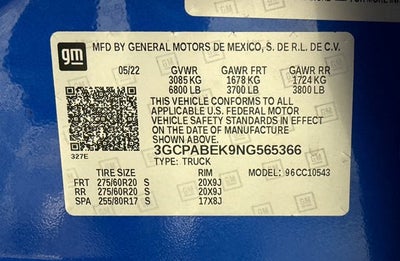 gm
MFD BY GENERAL MOTORS DE MEXICO, S. DE R.L. DE C.V.
05/22 GVWR GAWR FRT GAWR RR
3085 KG 1678 KG 1724 KG
6800 LB 3700 LB 3800 LB
THIS VEHICLE CONFORMS TO ALL
APPLICABLE U.S. FEDERAL MOTOR
VEHICLE SAFETY STANDARDS IN EFFECT
ON THE DATE OF MANUFACTURE
SHOWN ABOVE.
327E 3GCPABEK9NG565366
TYPE: TRUCK
TIRE SIZE RIM MODEL: 96CC10543
FRT 275/60R20 S 20X9J
RR 275/60R20 S 20X9J
SPA 255/80R17 S 17X8J